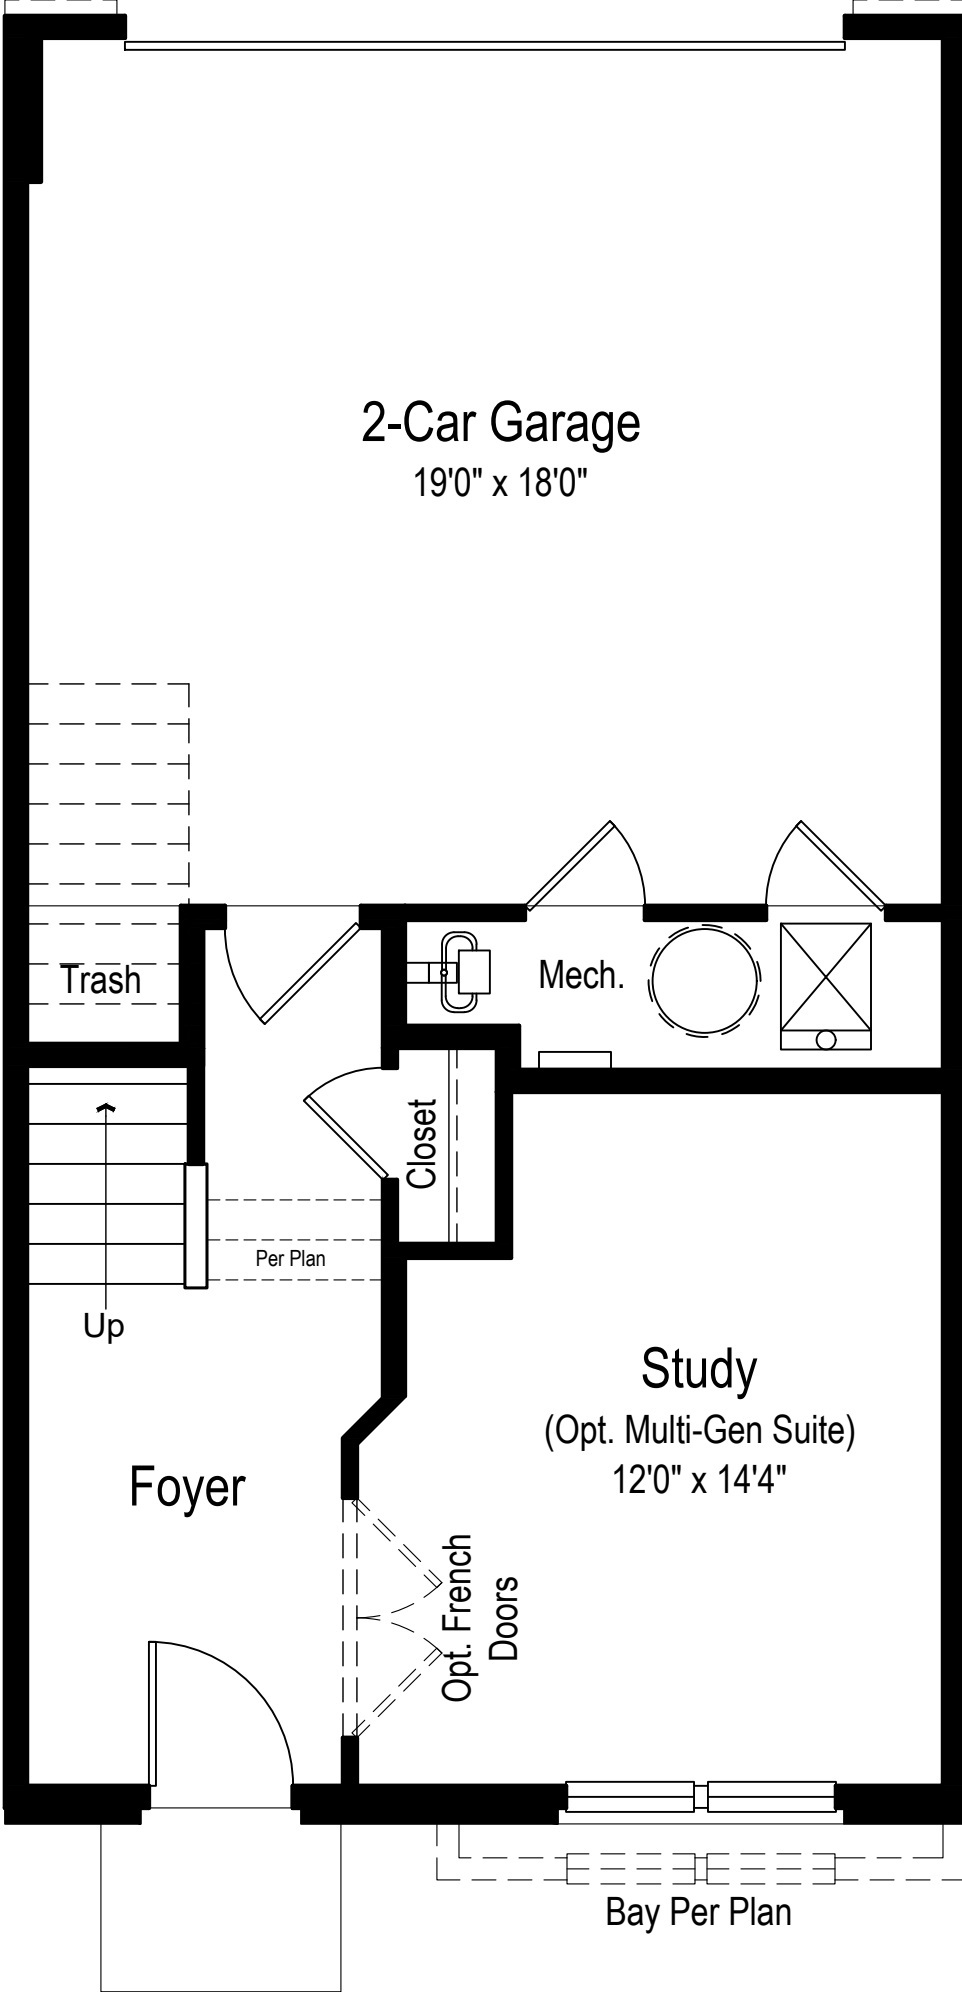 2-Car Garage
19'0" x 18'0"
Trash
Mech.
Closet
Per Plan
Up
Study
(Opt. Multi-Gen Suite)
12'0" x 14'4"
Foyer
Opt. French
Doors
Bay Per Plan